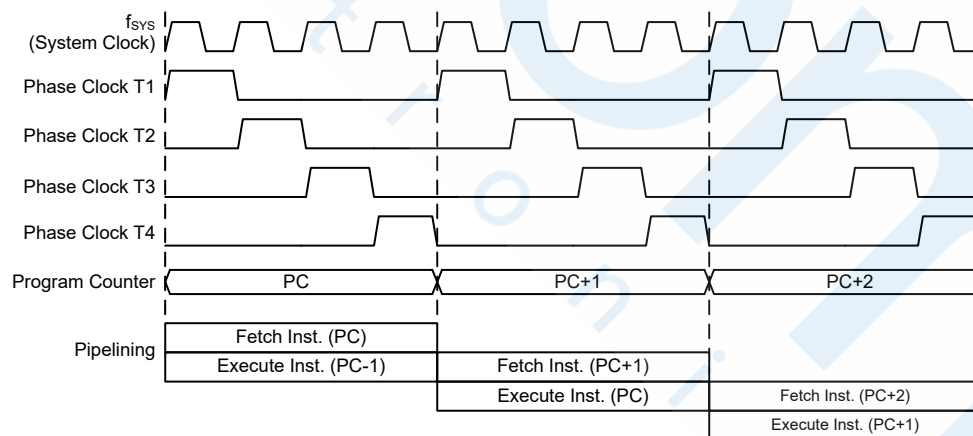 fSYS
(System Clock)
Phase Clock T1
Phase Clock T2
Phase Clock T3
Phase Clock T4
Program Counter PC PC+1 PC+2
Pipelining
Fetch Inst. (PC)
Execute Inst. (PC-1) Fetch Inst. (PC+1)
Execute Inst. (PC) Fetch Inst. (PC+2)
Execute Inst. (PC+1)